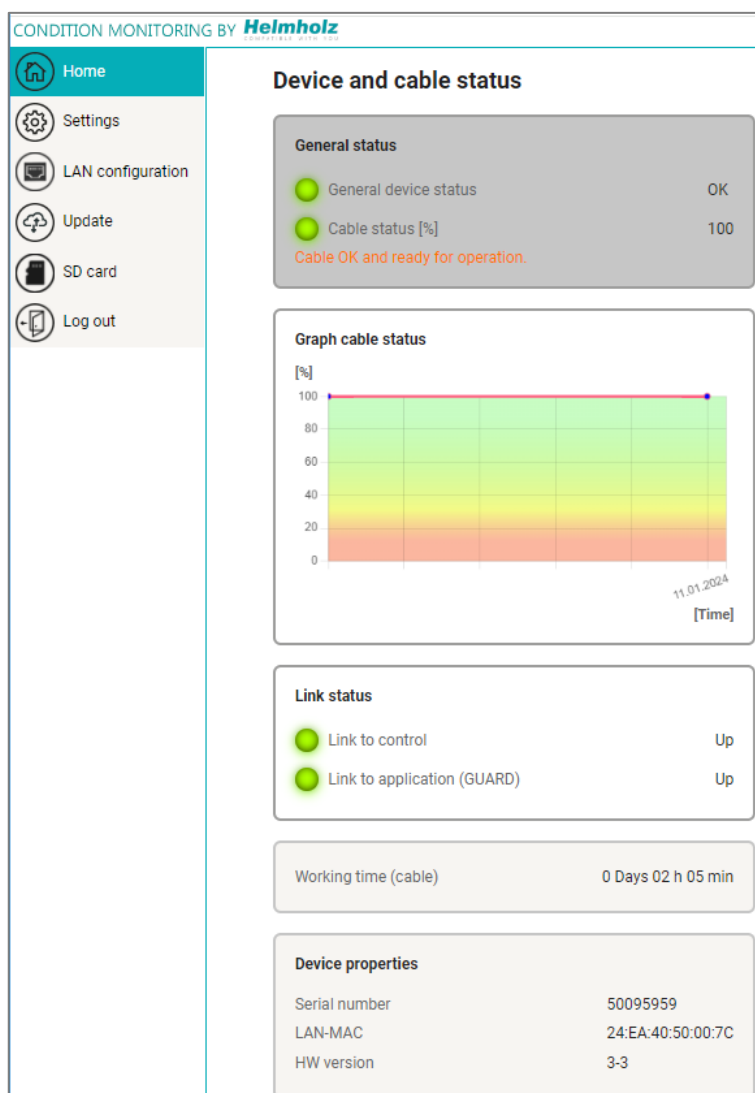 CONDITION MONITORING BY Helmholz
COMPATIBLE WITH YOU
Home
Settings
LAN configuration
Update
SD card
Log out
Device and cable status
General status
General device status OK
Cable status [%] 100
Cable OK and ready for operation.
Graph cable status
[%]
100
80
60
40
20
0
11.01.2024
[Time]
Link status
Link to control Up
Link to application (GUARD) Up
Working time (cable) 0 Days 02 h 05 min
Device properties
Serial number 50095959
LAN-MAC 24:EA:40:50:00:7C
HW version 3-3